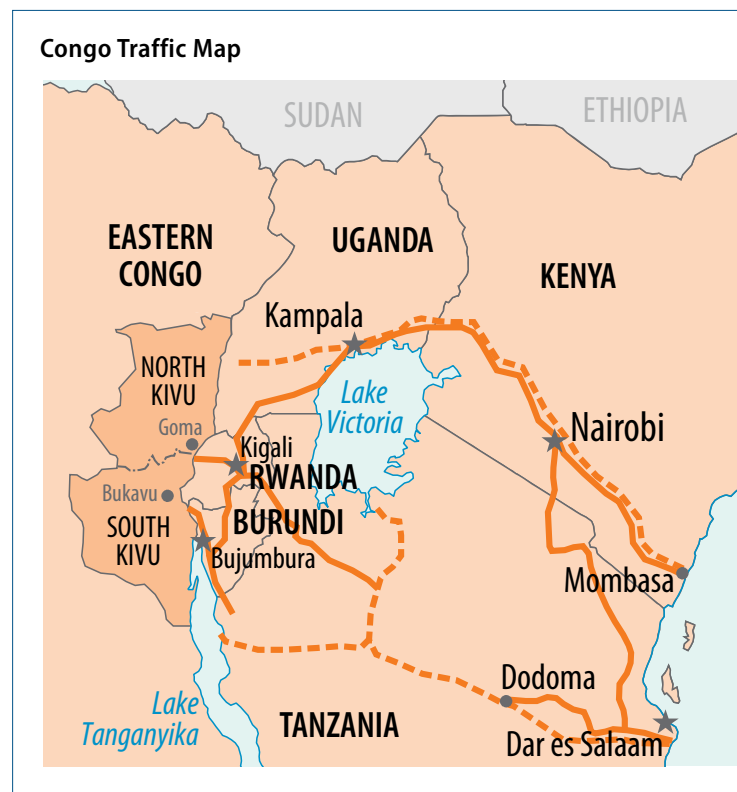 Congo Traffic Map
SUDAN
ETHIOPIA
EASTERN
CONGO
UGANDA
KENYA
Kampala
NORTH
KIVU
Lake
Victoria
Goma
Kigali
Nairobi
RWANDA
Bukavu
BURUNDI
SOUTH
KIVU
Bujumbura
Mombasa
Dodoma
Lake
Tanganyika
TANZANIA
Dar es Salaam